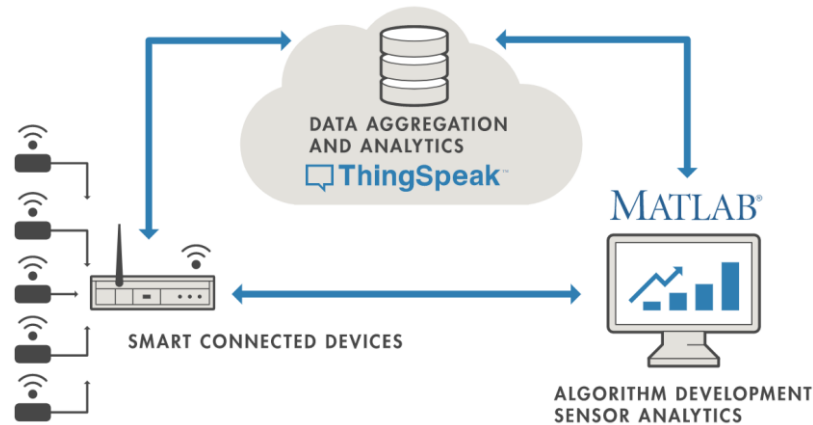 DATA AGGREGATION
AND ANALYTICS
ThingSpeak™
MATLAB®
SMART CONNECTED DEVICES
ALGORITHM DEVELOPMENT
SENSOR ANALYTICS